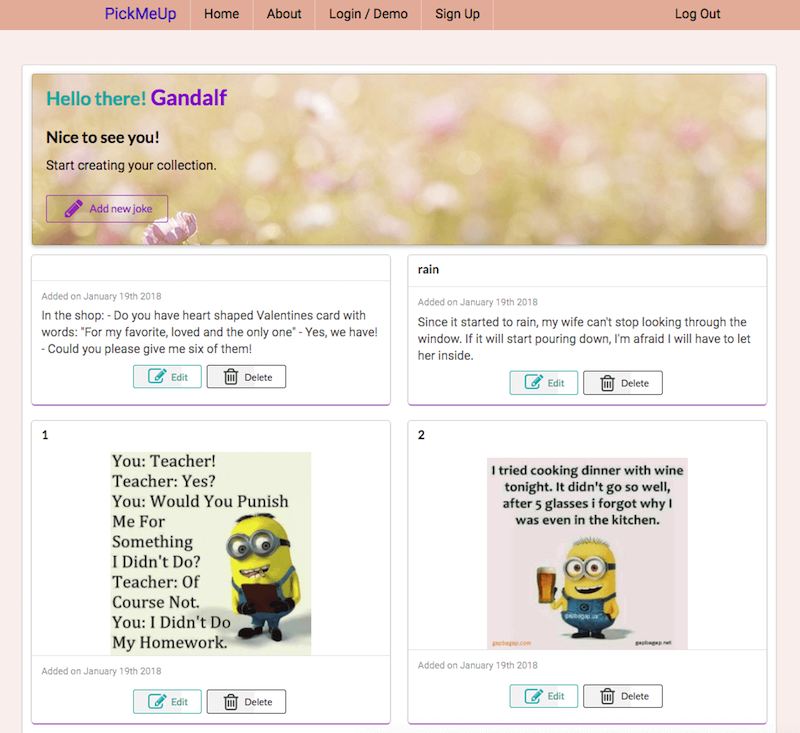 PickMeUp Home About Login / Demo Sign Up Log Out
Hello there! Gandalf
Nice to see you!
Start creating your collection.
Add new joke
Added on January 19th 2018
In the shop: - Do you have heart shaped Valentines card with
words: "For my favorite, loved and the only one" - Yes, we have!
- Could you please give me six of them!
Edit Delete
rain
Added on January 19th 2018
Since it started to rain, my wife can't stop looking through the
window. If it will start pouring down, I'm afraid I will have to let
her inside.
Edit Delete
1
You: Teacher!
Teacher: Yes?
You: Would You Punish
Me For
Something
I Didn't Do?
Teacher: Of
Course Not.
You: I Didn't Do
My Homework.
Added on January 19th 2018
Edit Delete
2
I tried cooking dinner with wine
tonight. It didn't go so well,
after 5 glasses i forgot why I
was even in the kitchen.
gapbagap.com gapbagap.net
Added on January 19th 2018
Edit Delete